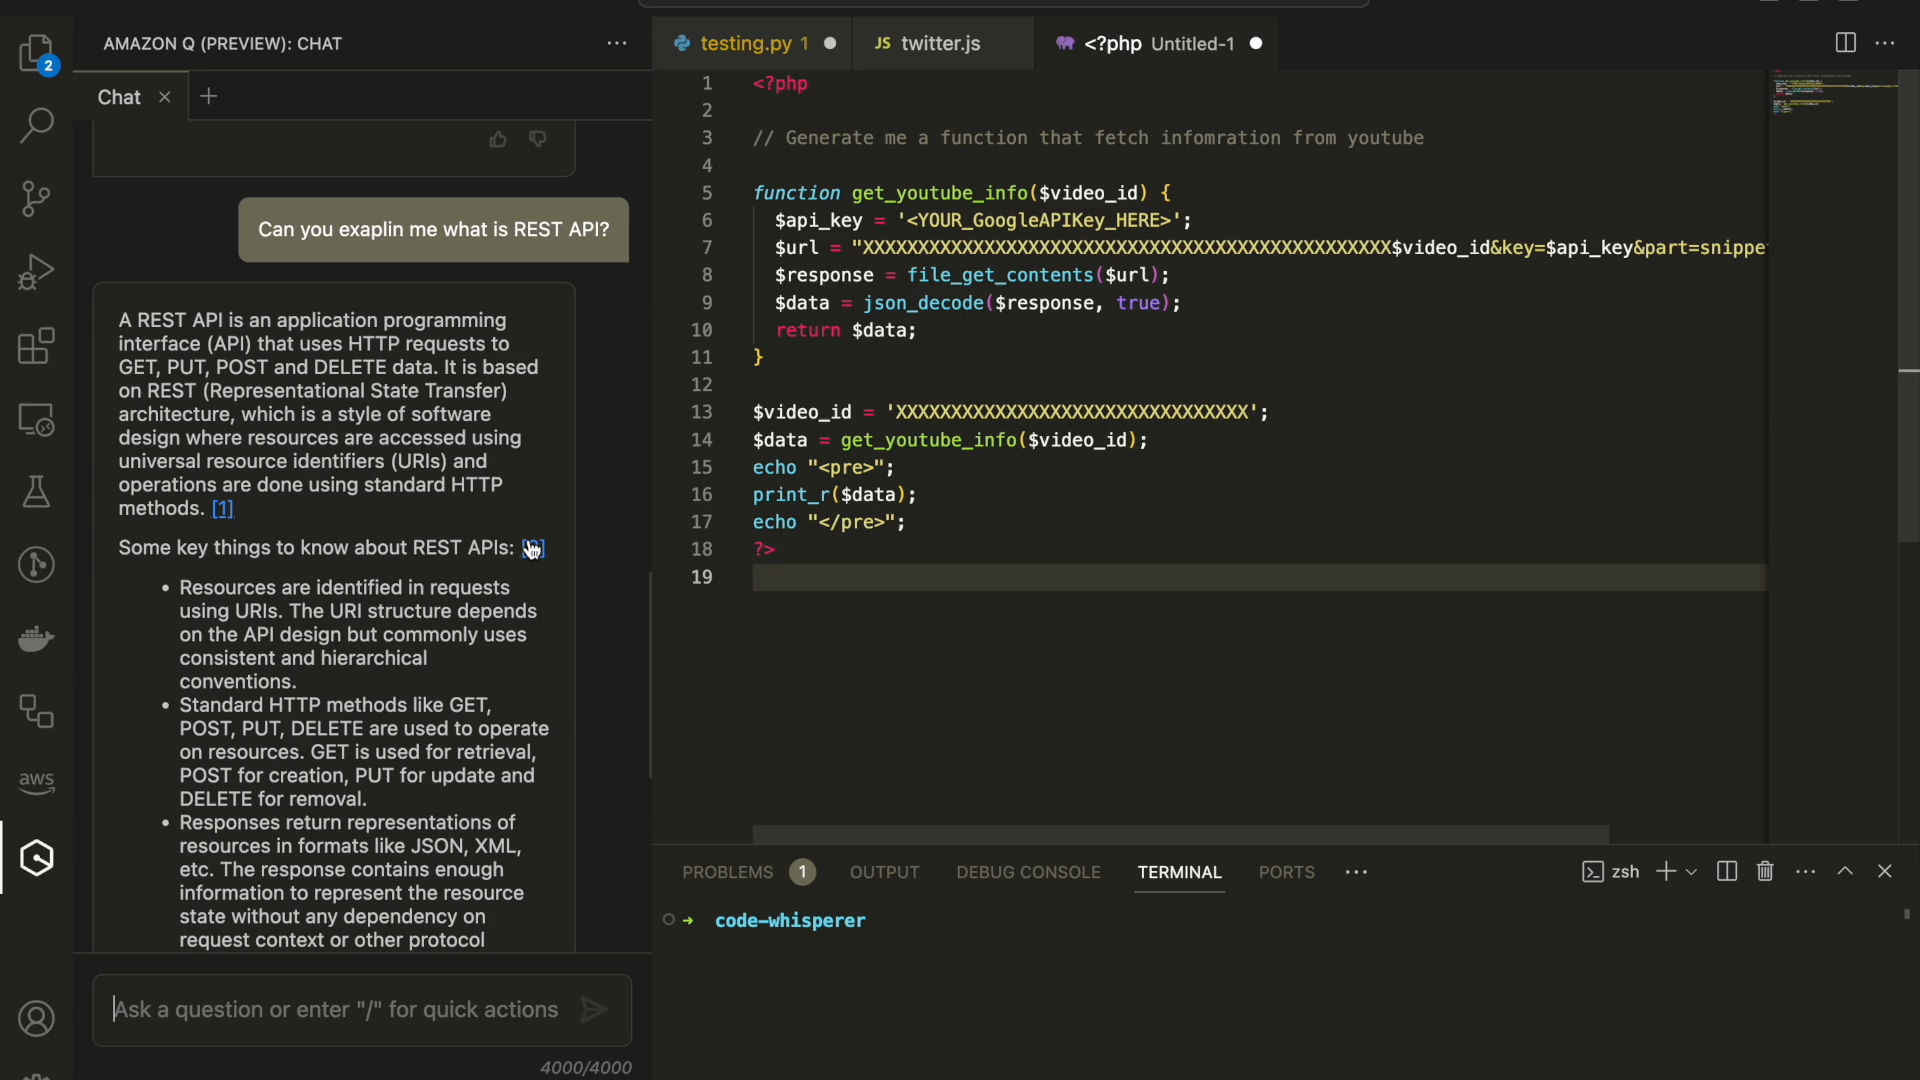 AMAZON Q (PREVIEW): CHAT
2
Chat
Can you exaplin me what is REST API?
A REST API is an application programming
interface (API) that uses HTTP requests to
GET, PUT, POST and DELETE data. It is based
on REST (Representational State Transfer)
architecture, which is a style of software
design where resources are accessed using
universal resource identifiers (URIs) and
operations are done using standard HTTP
methods. [1]
Some key things to know about REST APIs:
• Resources are identified in requests
using URIs. The URI structure depends
on the API design but commonly uses
consistent and hierarchical
conventions.
• Standard HTTP methods like GET,
POST, PUT, DELETE are used to operate
on resources. GET is used for retrieval,
POST for creation, PUT for update and
DELETE for removal.
• Responses return representations of
resources in formats like JSON, XML,
etc. The response contains enough
information to represent the resource
state without any dependency on
request context or other protocol
Ask a question or enter "/" for quick actions
4000/4000
aws
testing.py 1
JS twitter.js
<?php Untitled-1
1 <?php
2
3 // Generate me a function that fetch infomration from youtube
4
5 function get_youtube_info($video_id) {
6 $api_key = '<YOUR_GoogleAPIKey_HERE>';
7 $url = "XXXXXXXXXXXXXXXXXXXXXXXXXXXXXXXXXXXXXXXXXXXXXXXX$video_id&key=$api_key&part=snippe
8 $response = file_get_contents($url);
9 $data = json_decode($response, true);
10 return $data;
11 }
12
13 $video_id = 'XXXXXXXXXXXXXXXXXXXXXXXXXXXXXXXX';
14 $data = get_youtube_info($video_id);
15 echo "<pre>";
16 print_r($data);
17 echo "</pre>";
18 ?>
19
PROBLEMS 1 OUTPUT DEBUG CONSOLE TERMINAL PORTS
zsh
code-whisperer